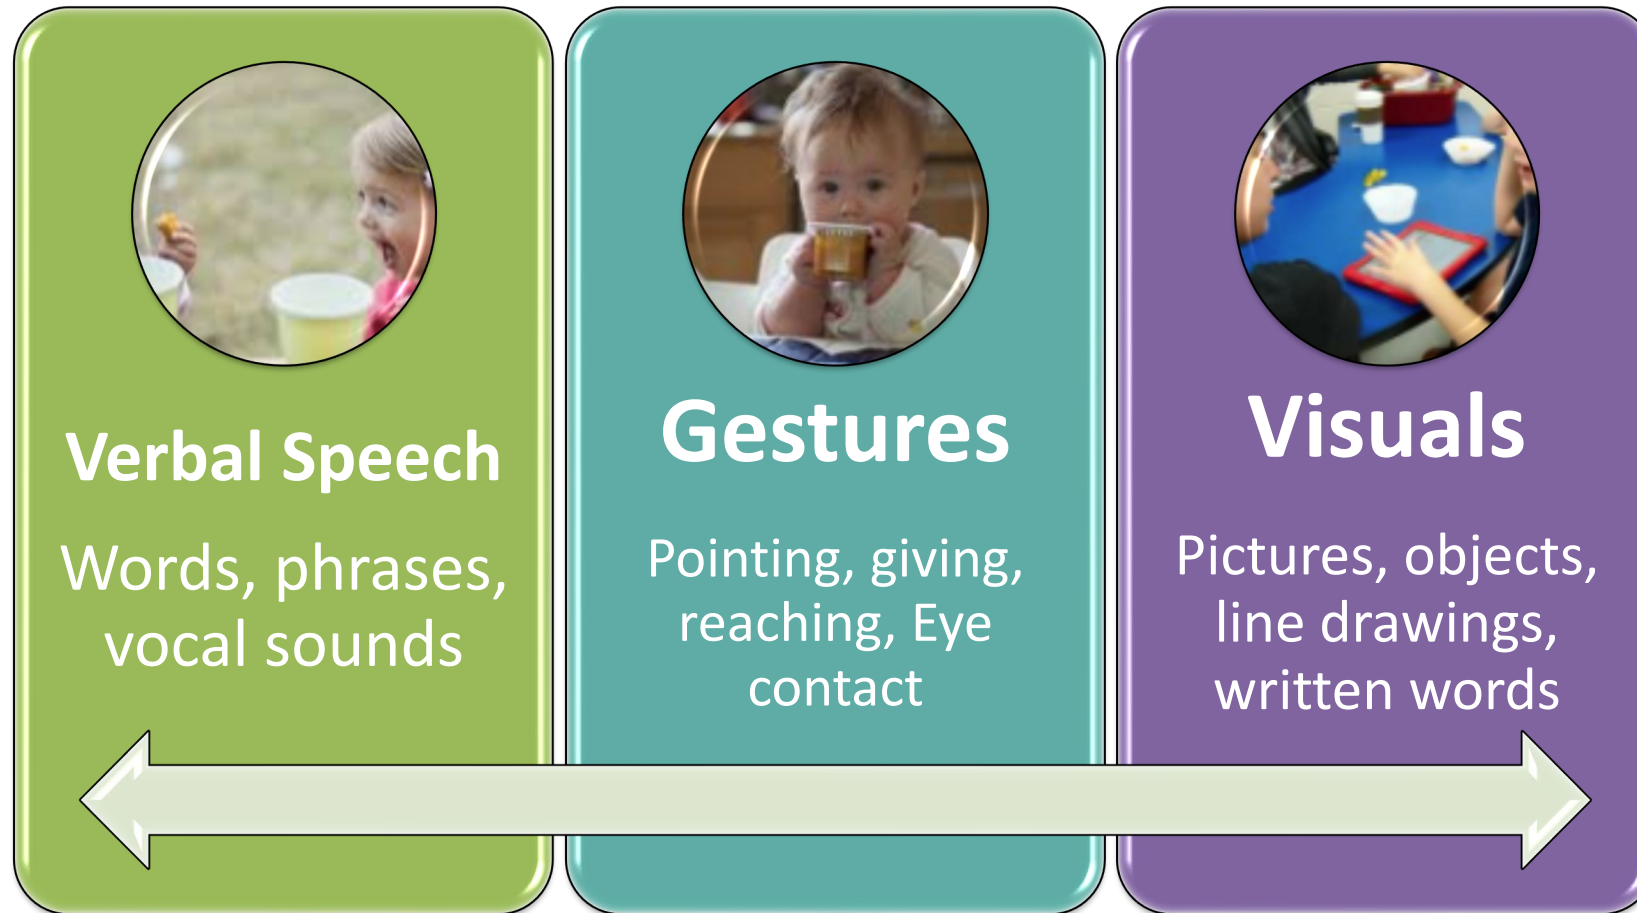 Verbal Speech
Words, phrases,
vocal sounds
Gestures
Pointing, giving,
reaching, Eye
contact
Visuals
Pictures, objects,
line drawings,
written words